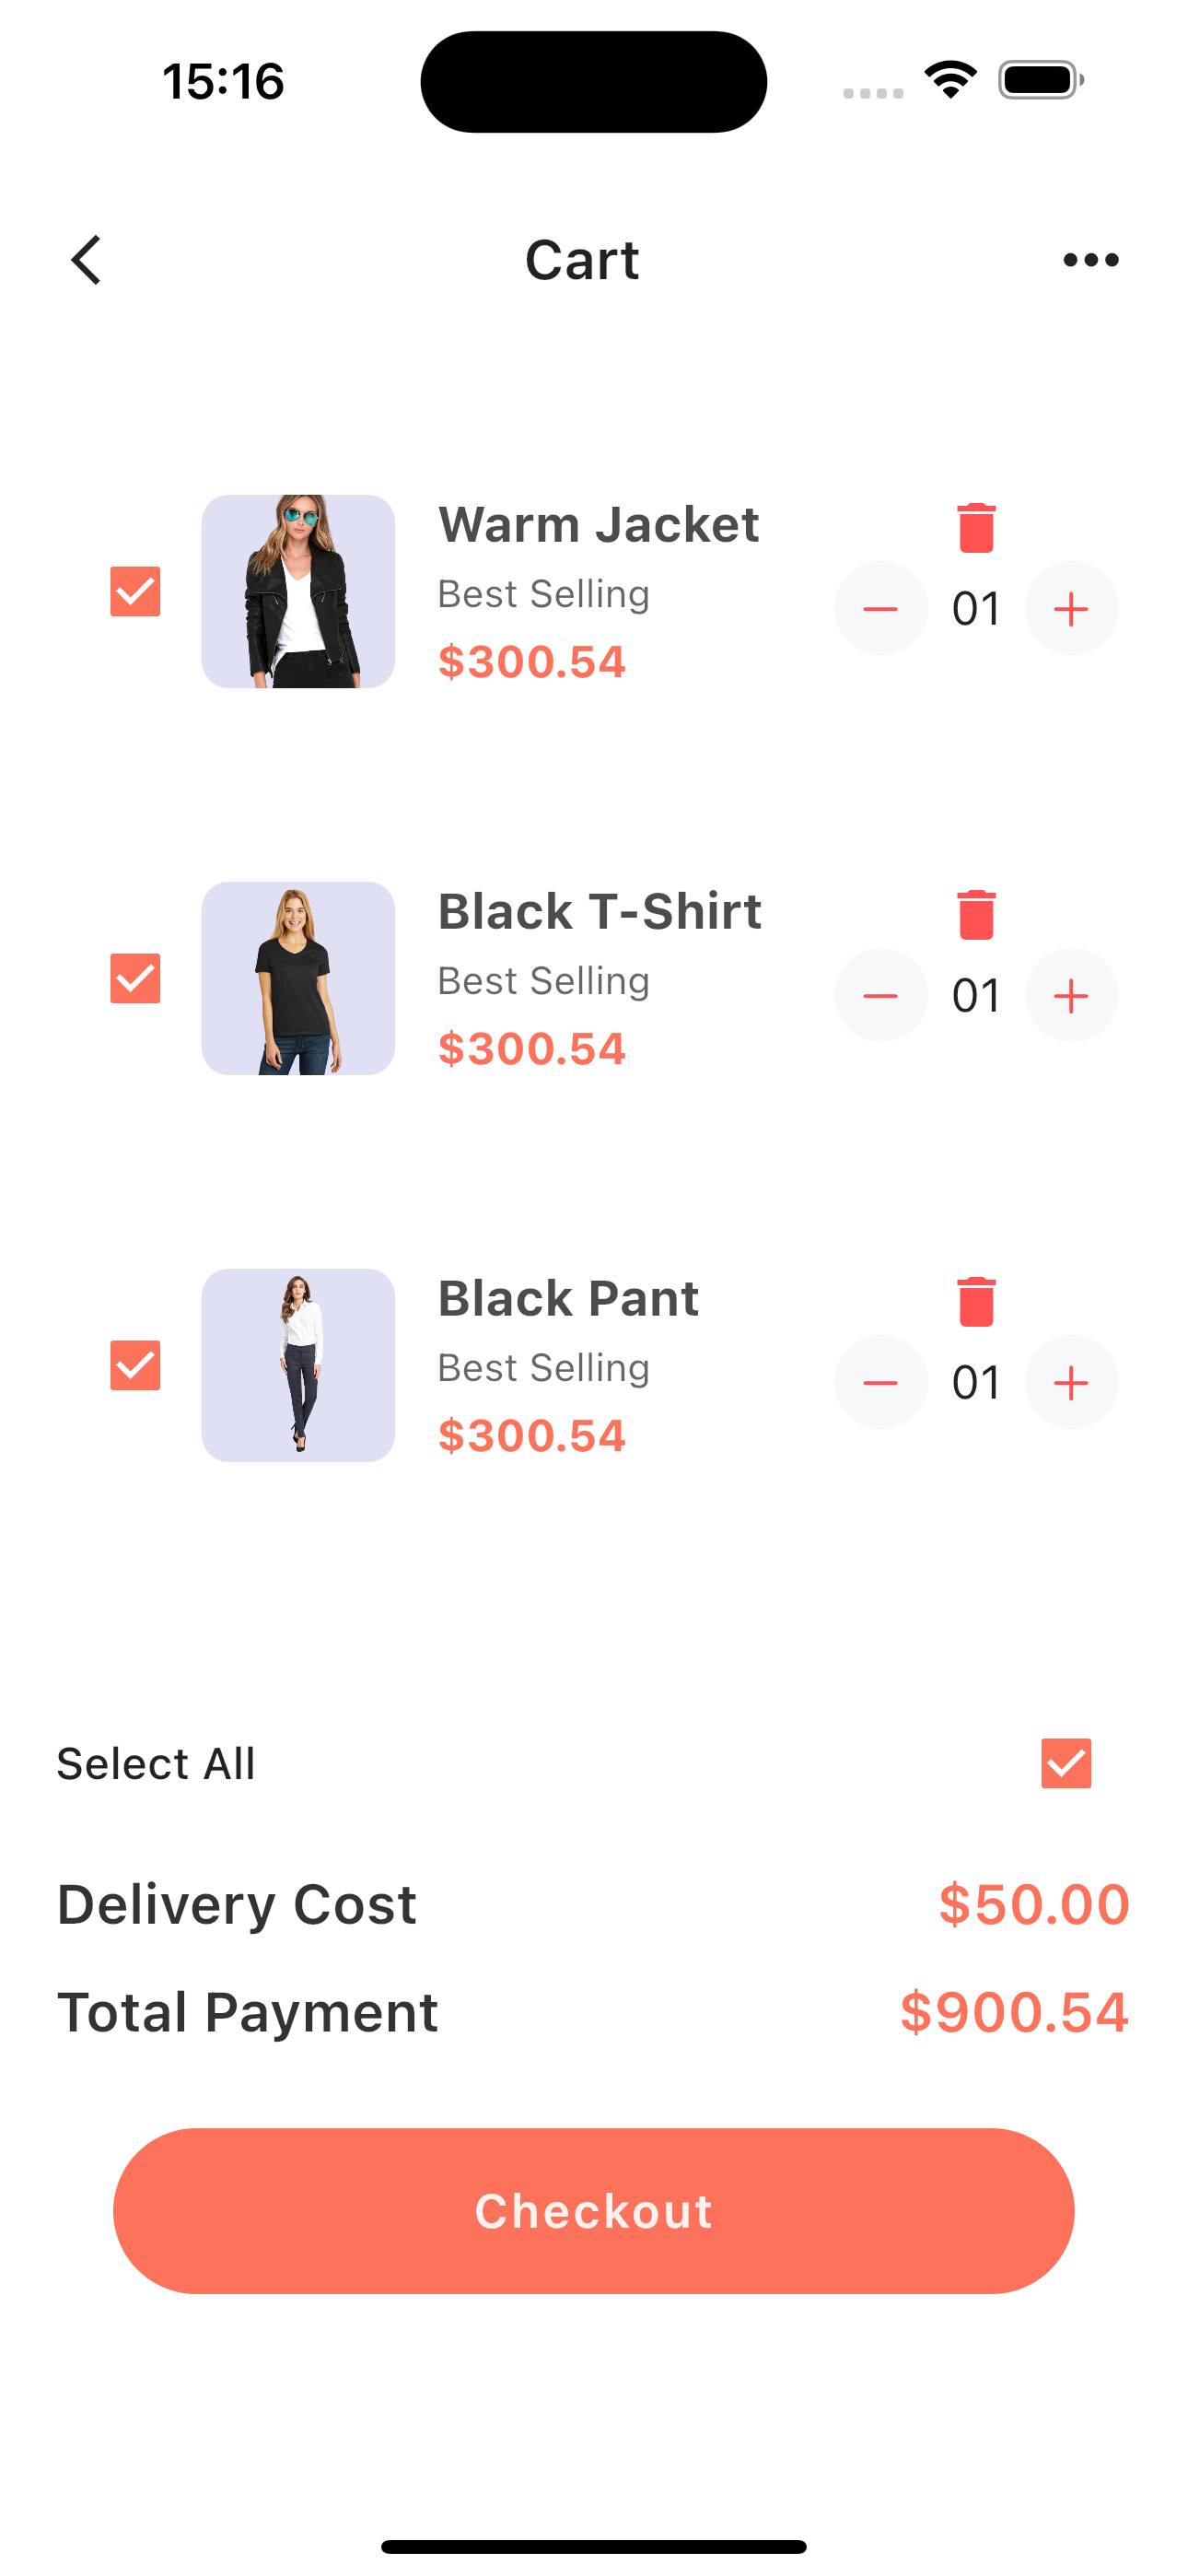 15:16
Cart
Warm Jacket
Best Selling
$300.54
01
Black T-Shirt
Best Selling
$300.54
01
Black Pant
Best Selling
$300.54
01
Select All
Delivery Cost $50.00
Total Payment $900.54
Checkout